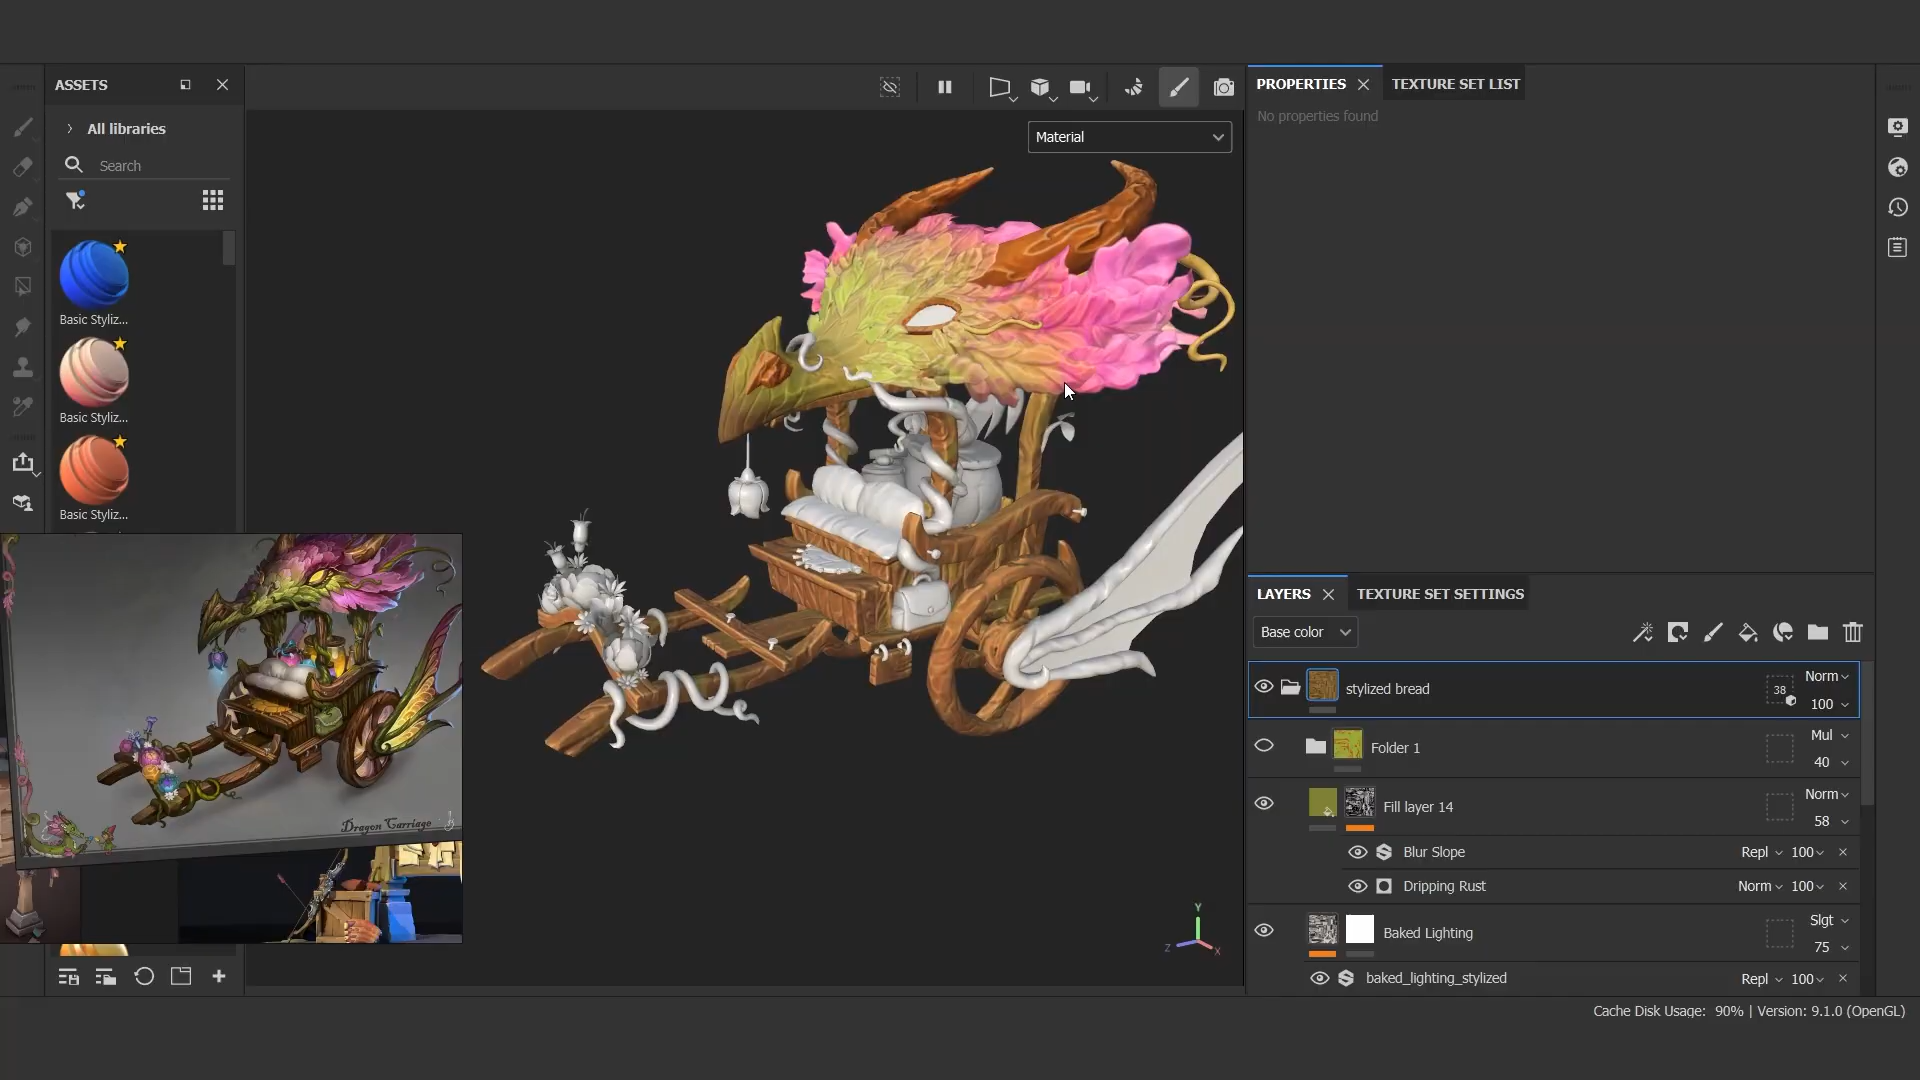 ASSETS
All libraries
Search
Basic Styliz...
Basic Styliz...
Basic Styliz...
Dragon Carriage
Material
Y
Z
X
PROPERTIES
TEXTURE SET LIST
No properties found
LAYERS
TEXTURE SET SETTINGS
Base color
stylized bread
38
Norm
100
Folder 1
Mul
40
Fill layer 14
Norm
58
Blur Slope
Repl
100
Dripping Rust
Norm
100
Baked Lighting
Slgt
75
baked_lighting_stylized
Repl
100
Cache Disk Usage: 90% | Version: 9.1.0 (OpenGL)